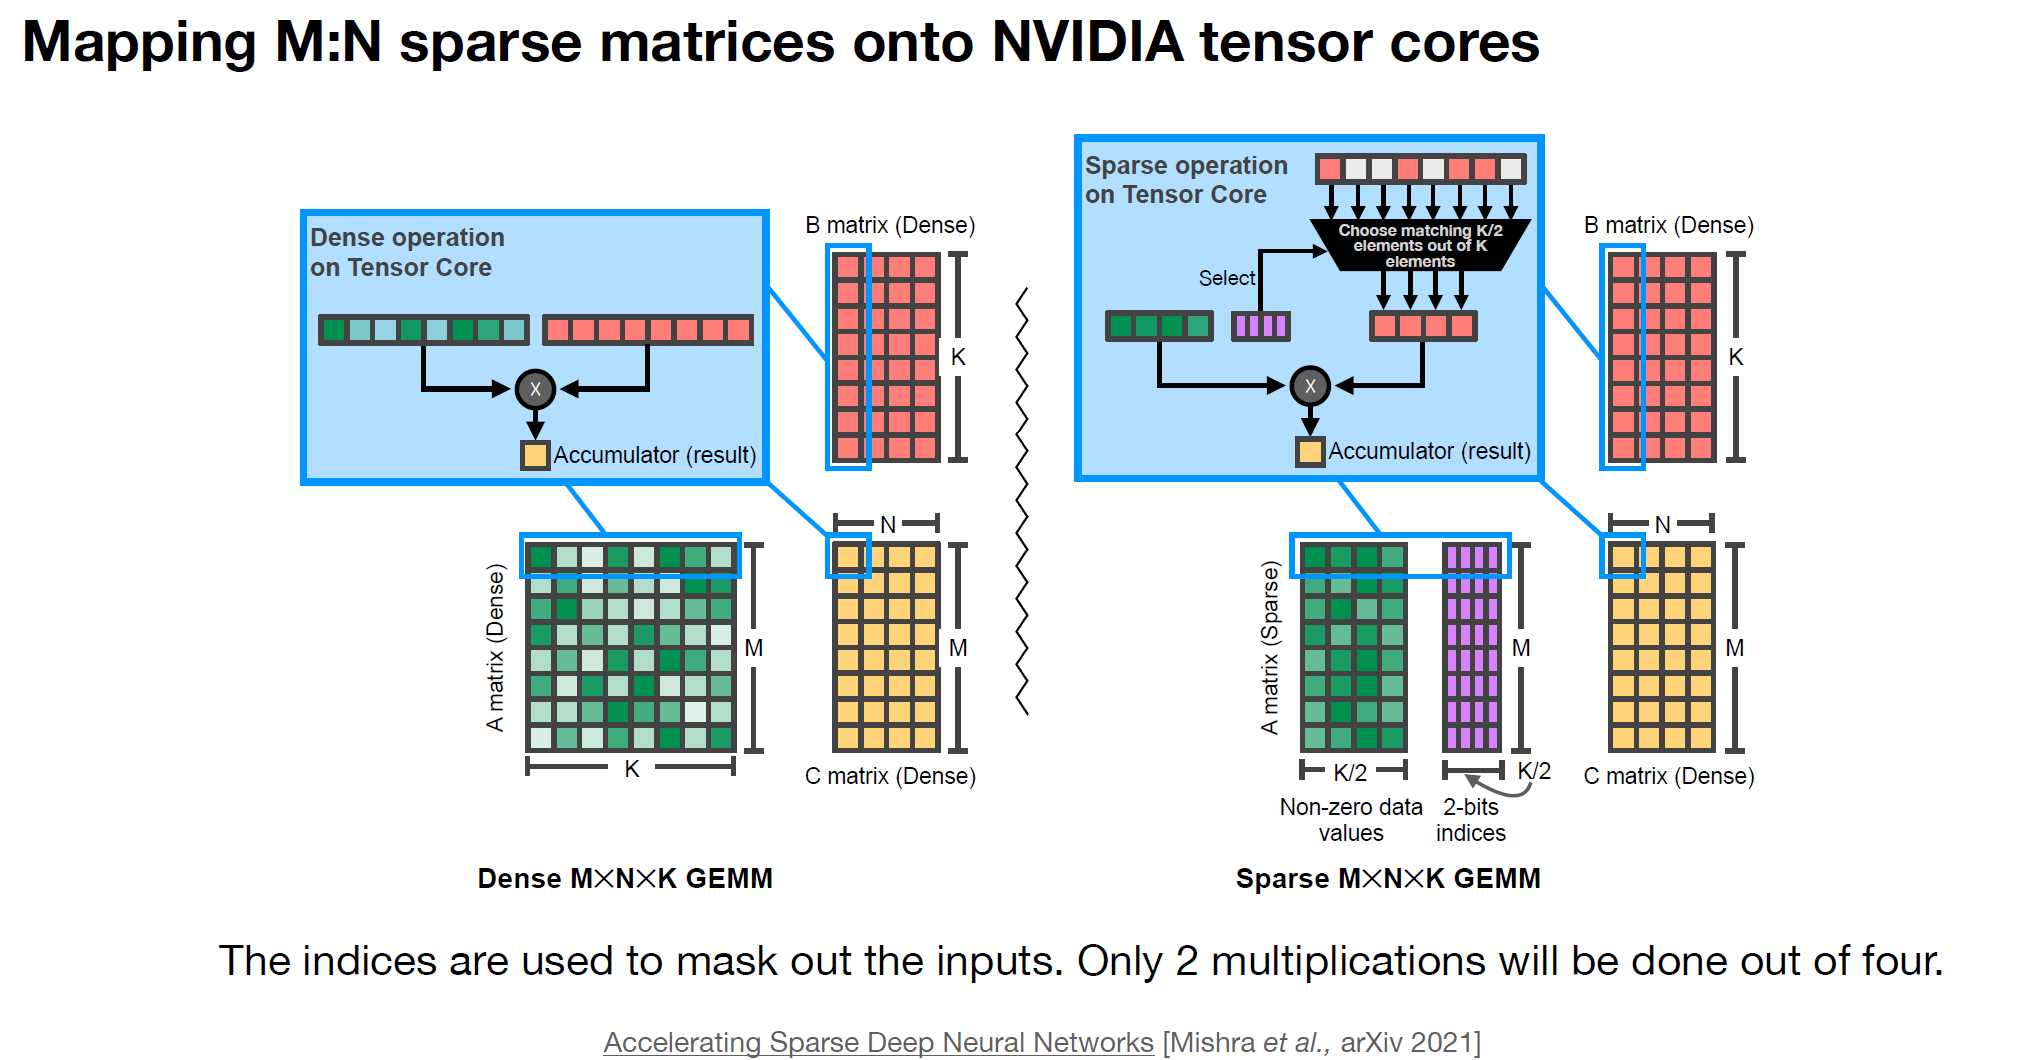 Mapping M:N sparse matrices onto NVIDIA tensor cores
Dense operation
on Tensor Core
X
Accumulator (result)
B matrix (Dense)
K
A matrix (Dense)
M
K
N
M
C matrix (Dense)
Dense M×N×K GEMM
Sparse operation
on Tensor Core
Choose matching K/2
elements out of K
elements
Select
X
Accumulator (result)
B matrix (Dense)
K
A matrix (Sparse)
M
K/2
K/2
Non-zero data
values
2-bits
indices
N
M
C matrix (Dense)
Sparse M×N×K GEMM
The indices are used to mask out the inputs. Only 2 multiplications will be done out of four.
Accelerating Sparse Deep Neural Networks [Mishra et al., arXiv 2021]